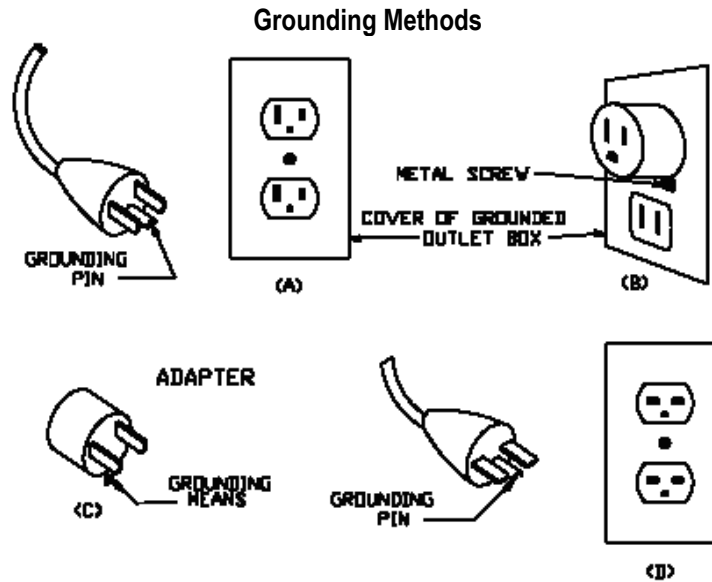 Grounding Methods
METAL SCREW
COVER OF GROUNDED
OUTLET BOX
GROUNDING
PIN
(A)
(B)
ADAPTER
GROUNDING
MEANS
(C)
GROUNDING
PIN
(D)